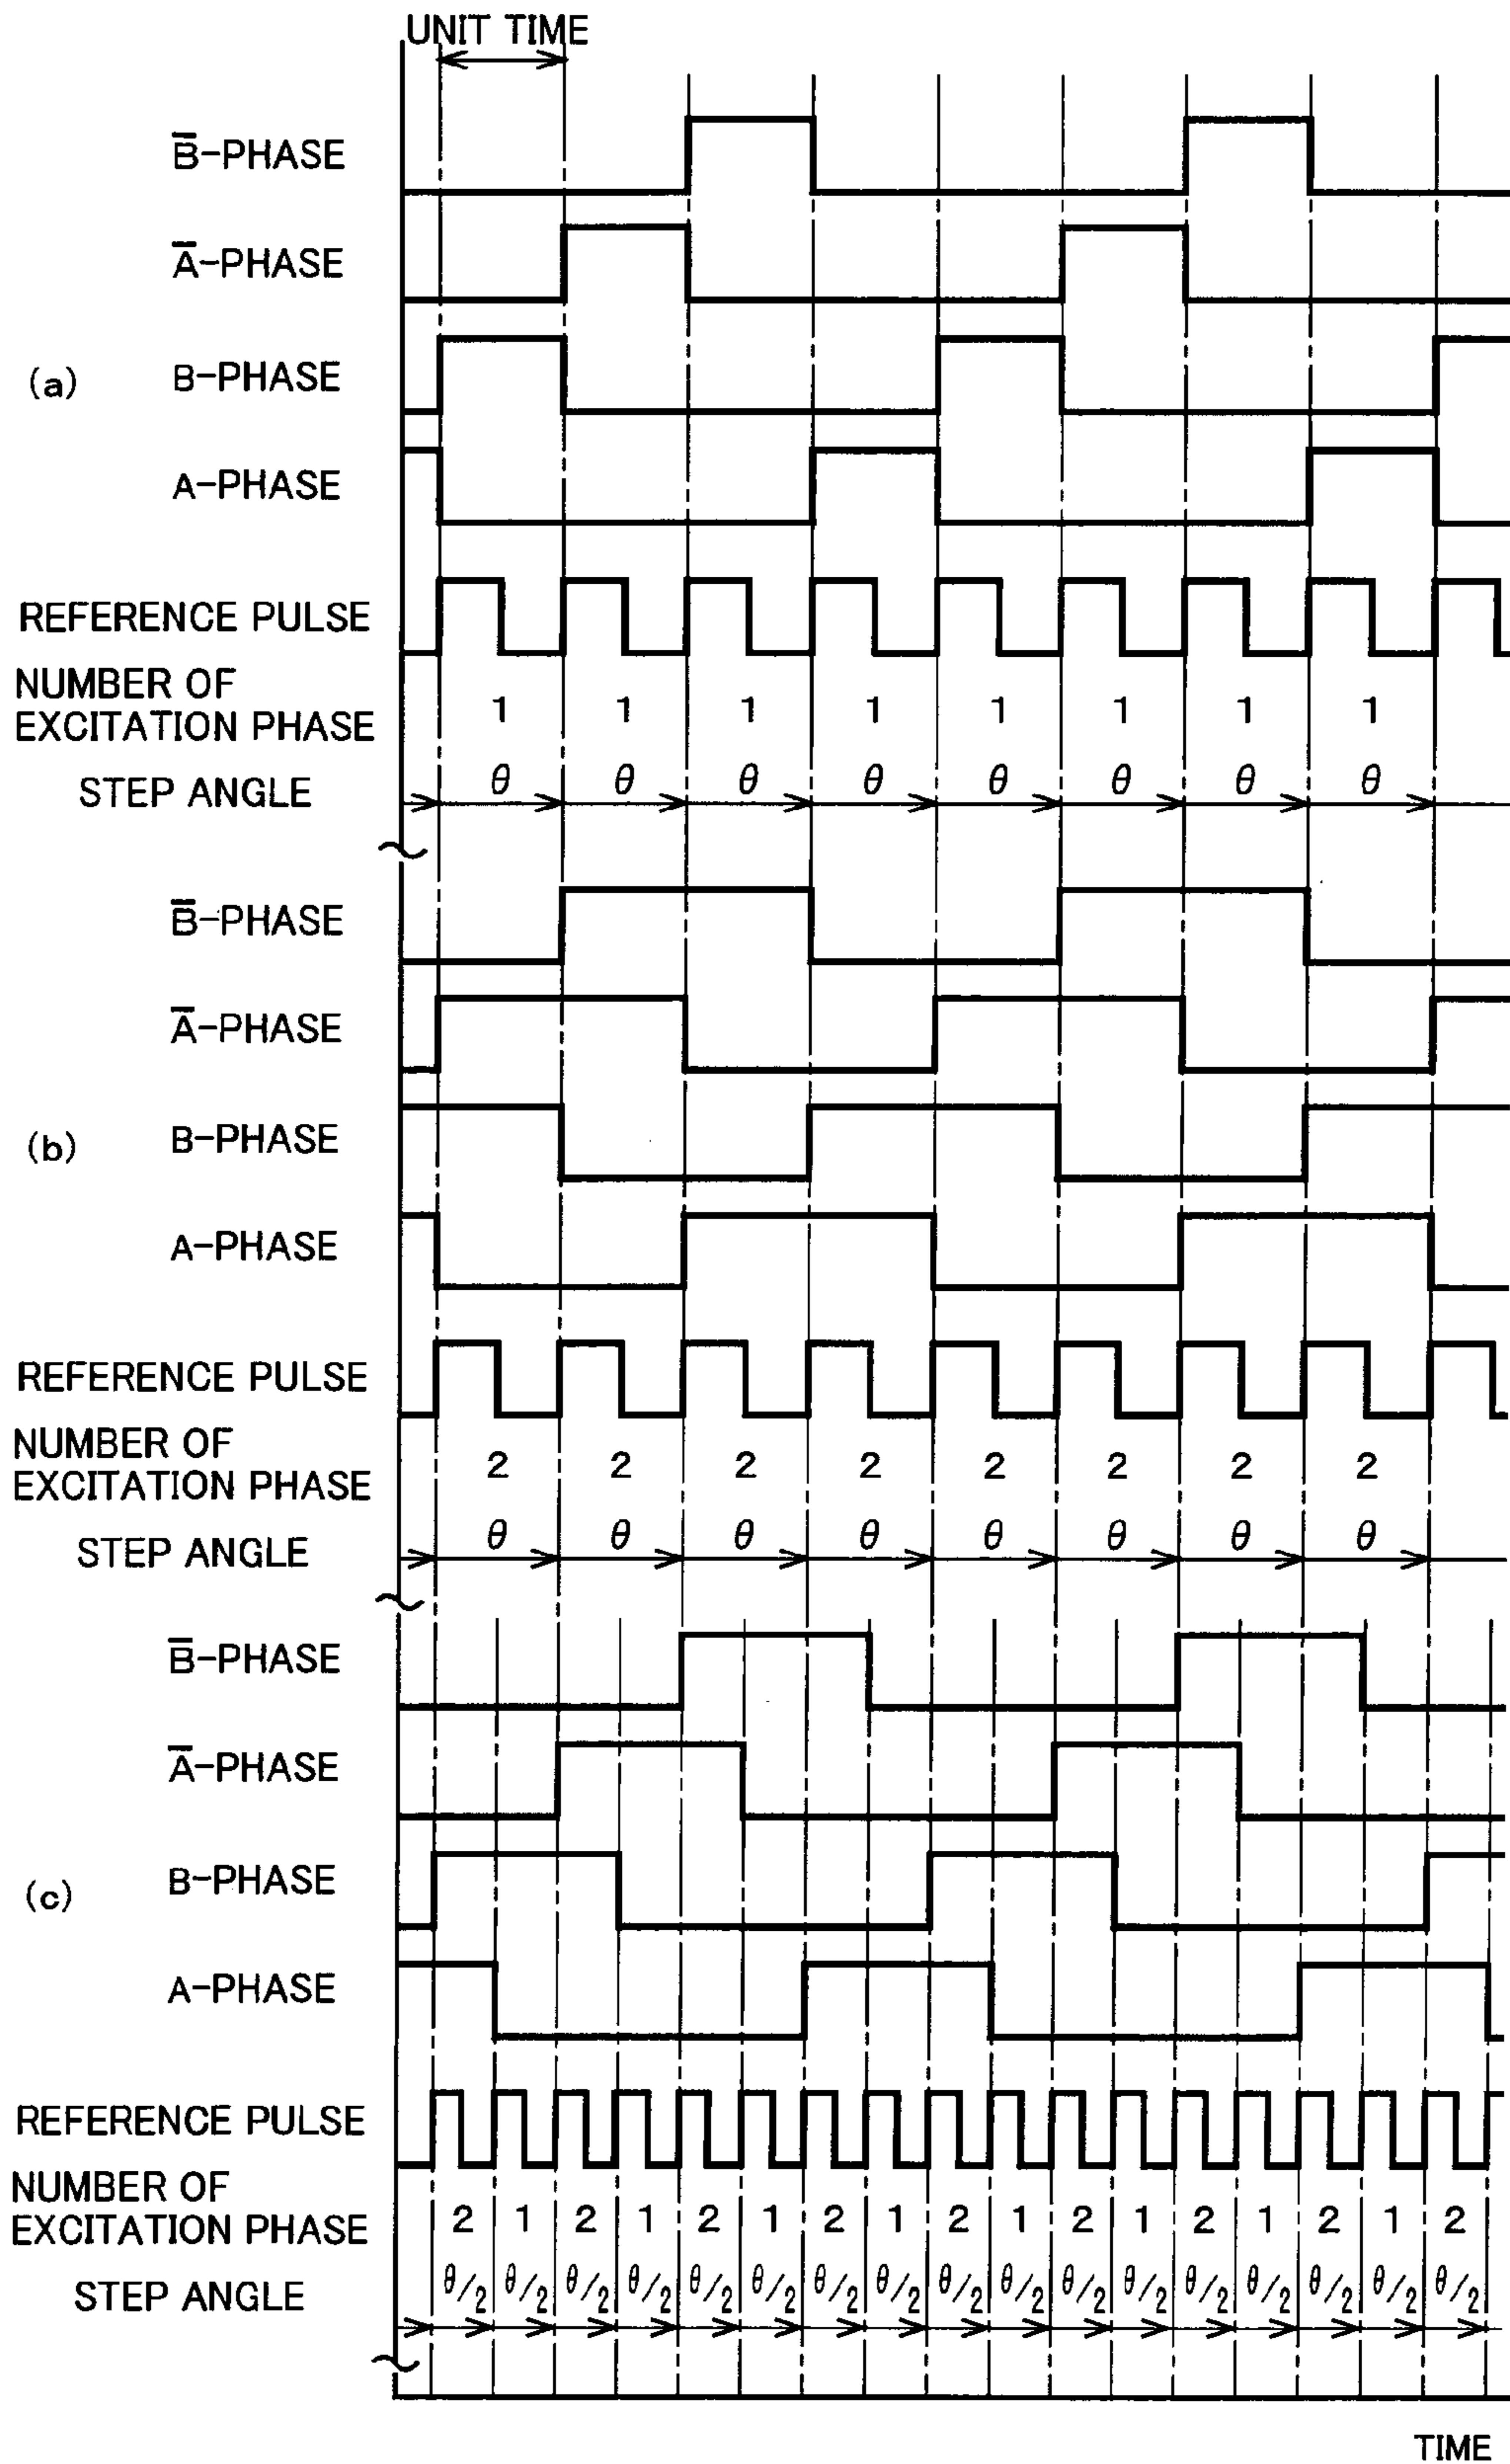 UNIT TIME
B̅-PHASE
A̅-PHASE
(a) B-PHASE
A-PHASE
REFERENCE PULSE
NUMBER OF
EXCITATION PHASE 1 1 1 1 1 1 1 1
STEP ANGLE θ θ θ θ θ θ θ θ
B̅-PHASE
A̅-PHASE
(b) B-PHASE
A-PHASE
REFERENCE PULSE
NUMBER OF
EXCITATION PHASE 2 2 2 2 2 2 2 2
STEP ANGLE θ θ θ θ θ θ θ θ
B̅-PHASE
A̅-PHASE
(c) B-PHASE
A-PHASE
REFERENCE PULSE
NUMBER OF
EXCITATION PHASE 2 1 2 1 2 1 2 1 2 1 2 1 2 1 2 1 2
STEP ANGLE θ/2 θ/2 θ/2 θ/2 θ/2 θ/2 θ/2 θ/2 θ/2 θ/2 θ/2 θ/2 θ/2 θ/2 θ/2 θ/2 θ/2
TIME